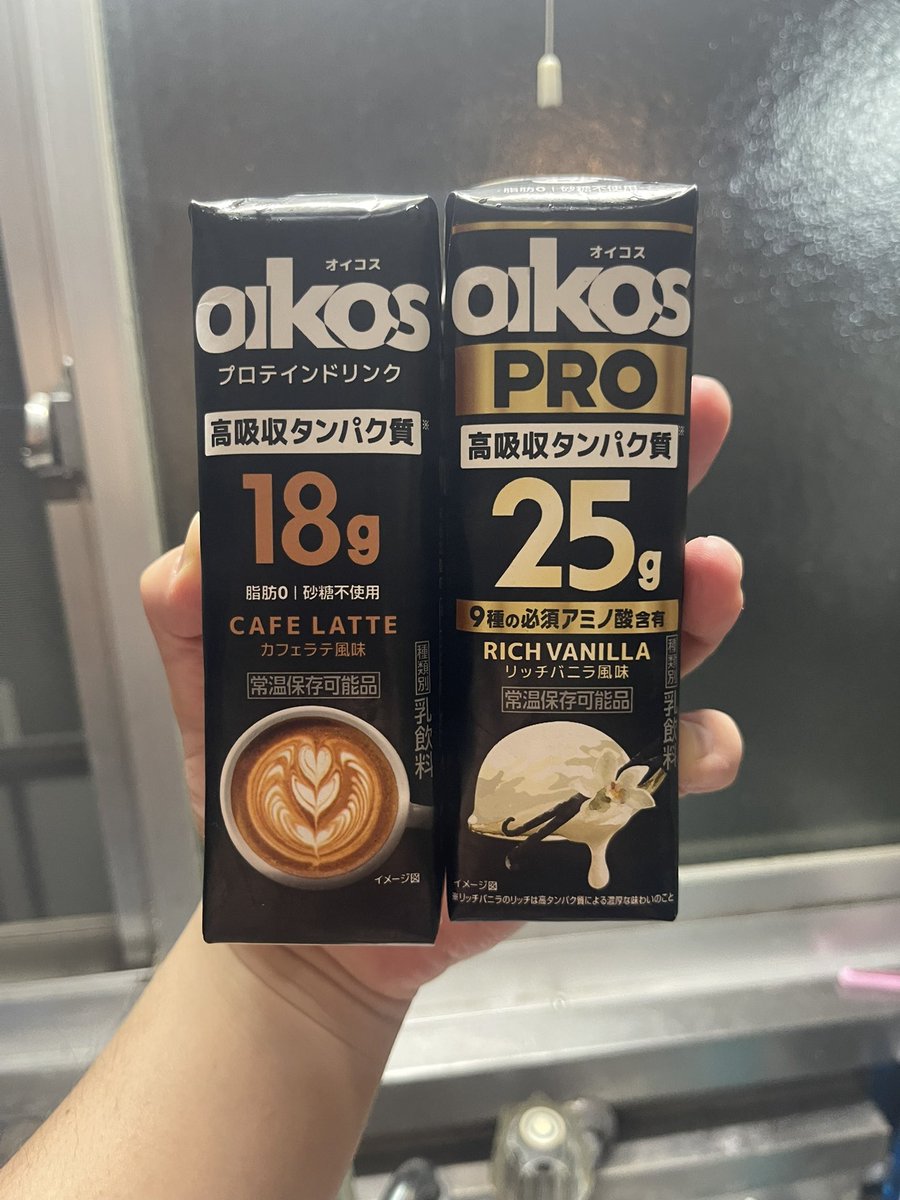 オイコス
oikos
プロテインドリンク
高吸収タンパク質※
18g
脂肪0 | 砂糖不使用
CAFE LATTE
カフェラテ風味
常温保存可能品
種類別 乳飲料
イメージ図
脂肪0 | 砂糖不使用
オイコス
oikos
PRO
高吸収タンパク質※
25g
9種の必須アミノ酸含有
RICH VANILLA
リッチバニラ風味
常温保存可能品
種類別 乳飲料
イメージ図
※リッチバニラのリッチは高タンパク質による濃厚な味わいのこと